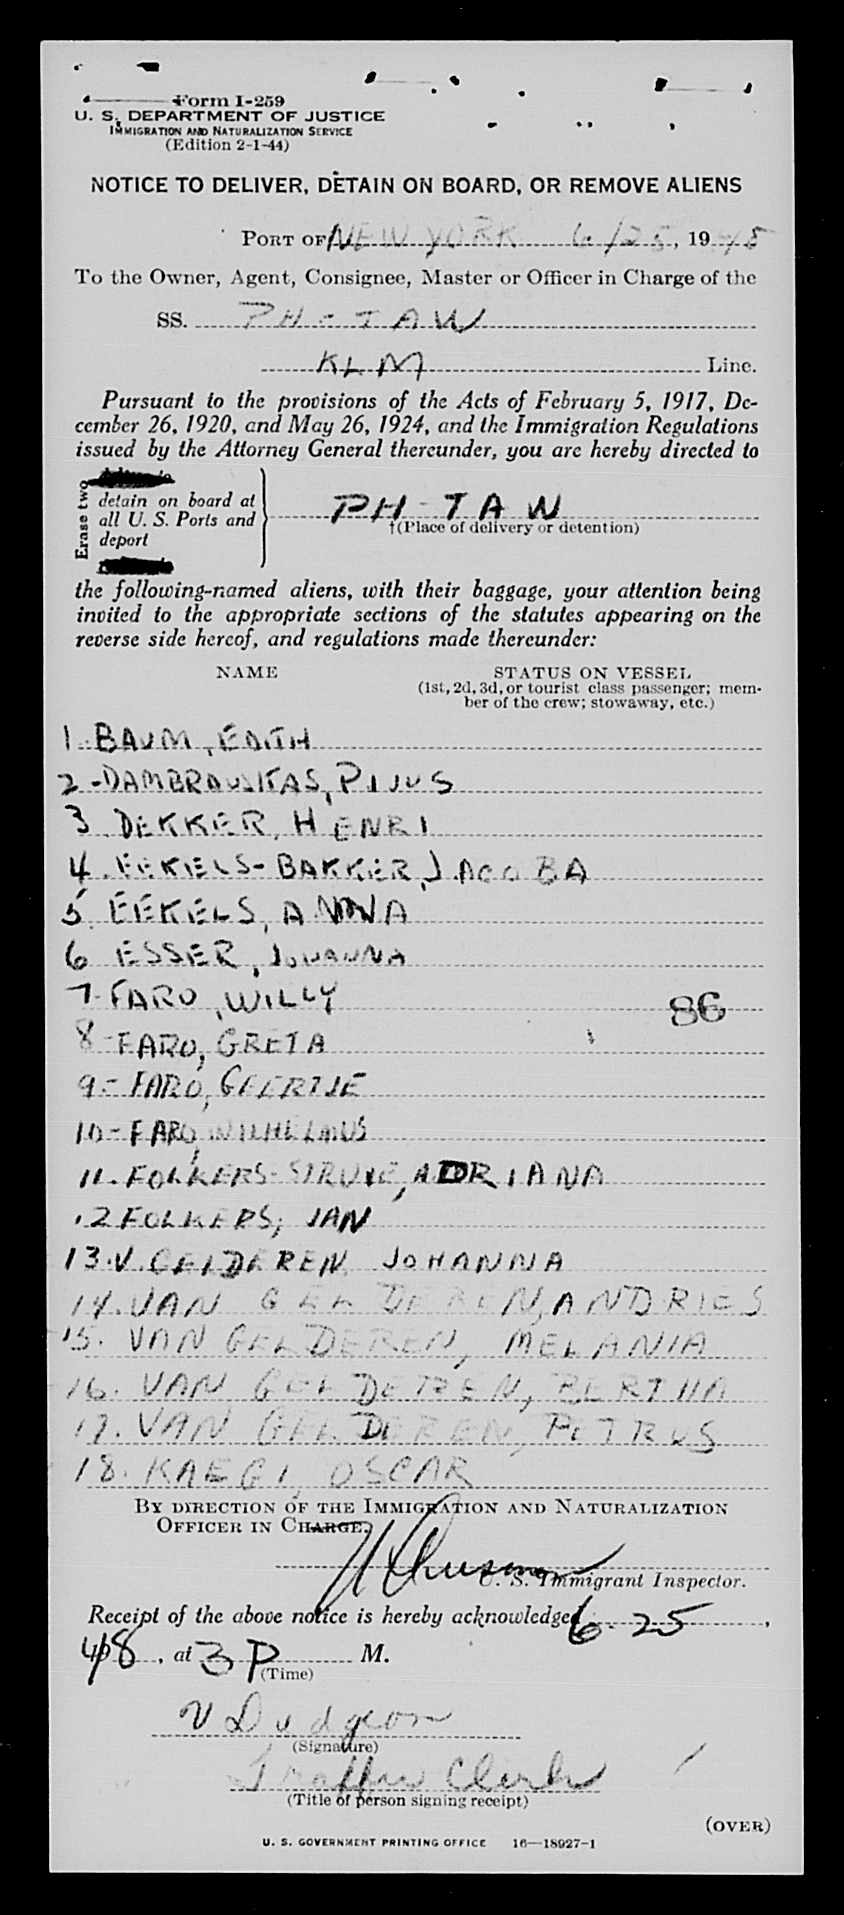 Form I-259
U. S. DEPARTMENT OF JUSTICE
IMMIGRATION AND NATURALIZATION SERVICE
(Edition 2-1-44)
NOTICE TO DELIVER, DETAIN ON BOARD, OR REMOVE ALIENS
PORT OF NEW YORK 6/25, 1948
To the Owner, Agent, Consignee, Master or Officer in Charge of the
SS. PH-TAW
KLM Line.
Pursuant to the provisions of the Acts of February 5, 1917, De-
cember 26, 1920, and May 26, 1924, and the Immigration Regulations
issued by the Attorney General thereunder, you are hereby directed to
Erase two
detain on board at
all U. S. Ports and
deport
PH-TAW
†(Place of delivery or detention)
the following-named aliens, with their baggage, your attention being
invited to the appropriate sections of the statutes appearing on the
reverse side hereof, and regulations made thereunder:
NAME STATUS ON VESSEL
(1st, 2d, 3d, or tourist class passenger; mem-
ber of the crew; stowaway, etc.)
1. BAUM, EDITH
2-DAMBRAUSKAS, PIJUS
3. DEKKER, HENRI
4. EEKELS-BAKKER, JACOBA
5. EEKELS, ANNA
6 ESSER, JOHANNA
7- FARO, WILLY
86
8- FARO, GRETA
9- FARO, GEERTJE
10- FARO, WILHELMUS
11. FOLKERS-STRUVE, ADRIANA
12 FOLKERS, JAN
13. V. GELDEREN JOHANNA
14. VAN GELDEREN, ANDRIES
15. VAN GELDEREN, MELANIA
16. VAN GELDEREN, BERTHA
17. VAN GELDEREN, PETRUS
18. KAEGI, OSCAR
BY DIRECTION OF THE IMMIGRATION AND NATURALIZATION
OFFICER IN CHARGE.
U. S. Immigrant Inspector.
Receipt of the above notice is hereby acknowledged 6-25,
48, at 3 P M.
(Time)
V Dudgeon
(Signature)
Traffic Clerk
(Title of person signing receipt)
(OVER)
U. S. GOVERNMENT PRINTING OFFICE 16—18927-1